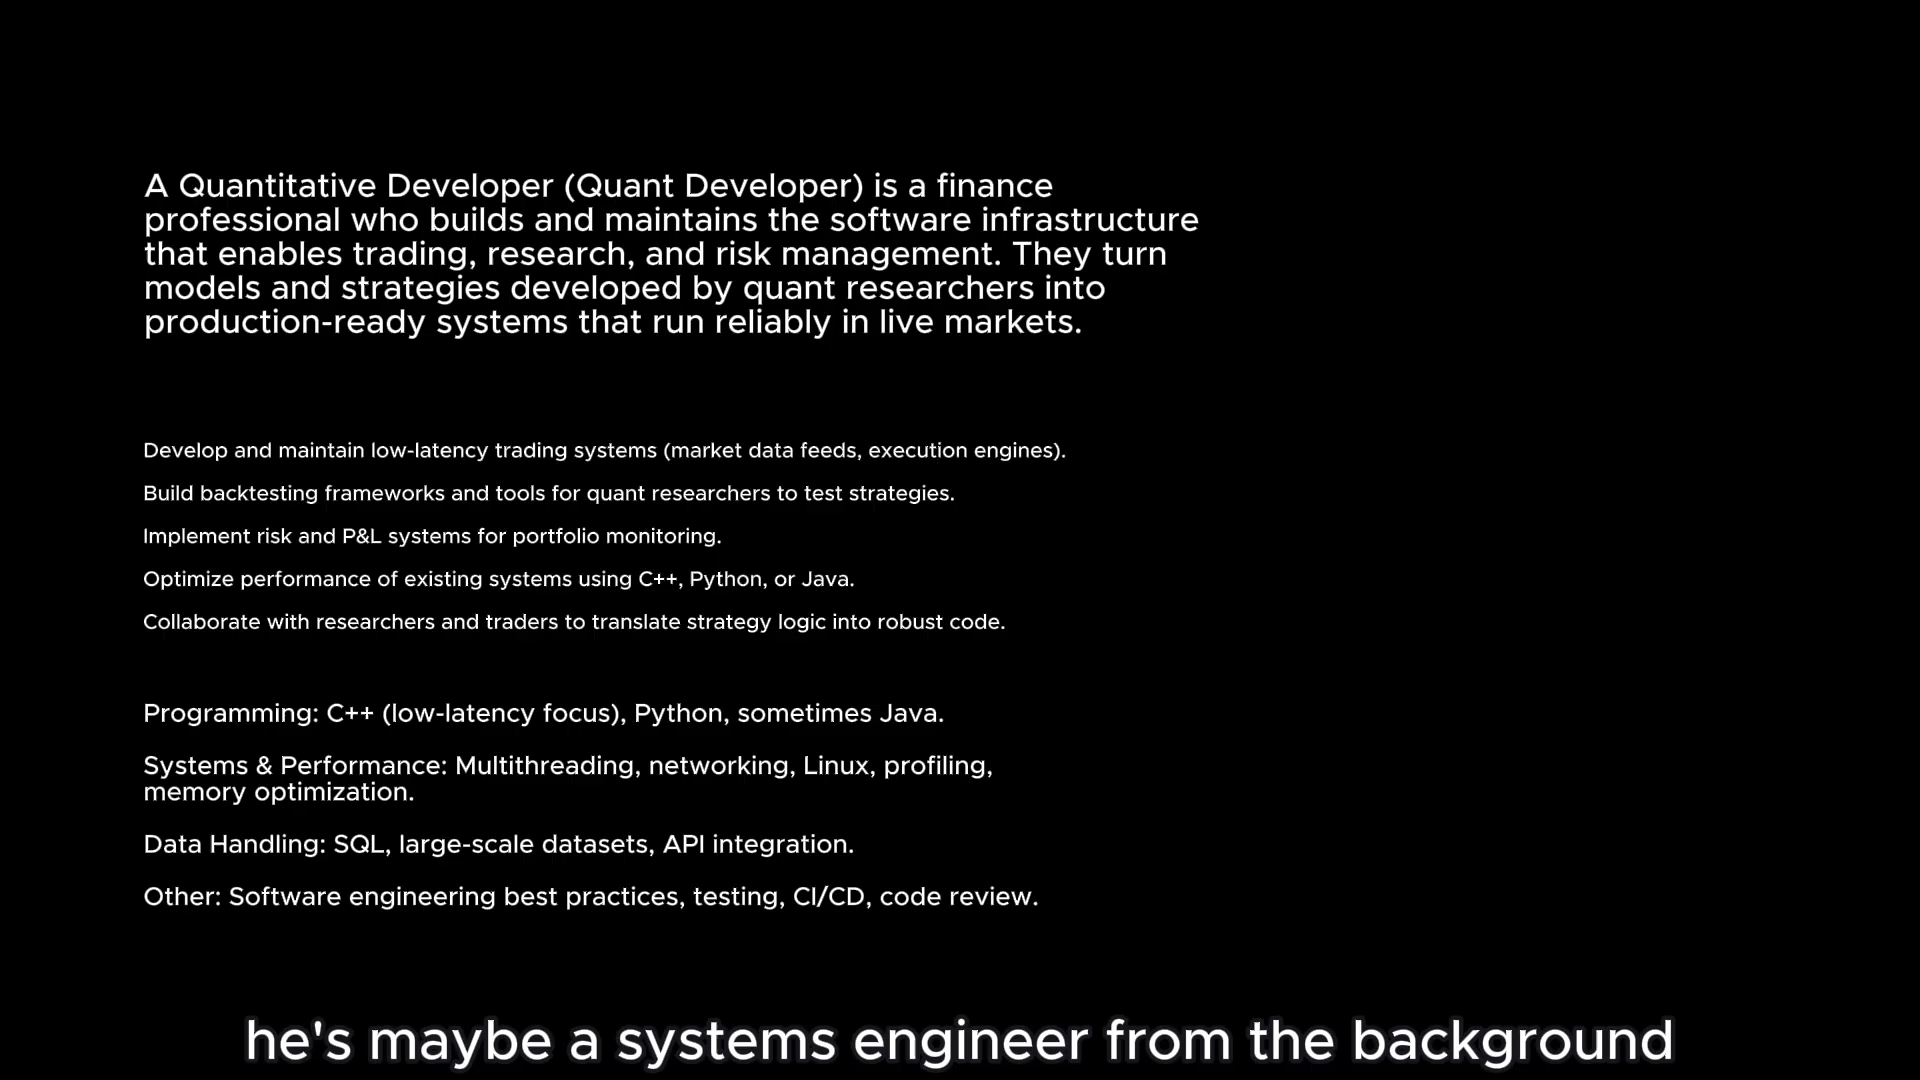 A Quantitative Developer (Quant Developer) is a finance
professional who builds and maintains the software infrastructure
that enables trading, research, and risk management. They turn
models and strategies developed by quant researchers into
production-ready systems that run reliably in live markets.
Develop and maintain low-latency trading systems (market data feeds, execution engines).
Build backtesting frameworks and tools for quant researchers to test strategies.
Implement risk and P&L systems for portfolio monitoring.
Optimize performance of existing systems using C++, Python, or Java.
Collaborate with researchers and traders to translate strategy logic into robust code.
Programming: C++ (low-latency focus), Python, sometimes Java.
Systems & Performance: Multithreading, networking, Linux, profiling,
memory optimization.
Data Handling: SQL, large-scale datasets, API integration.
Other: Software engineering best practices, testing, CI/CD, code review.
he's maybe a systems engineer from the background